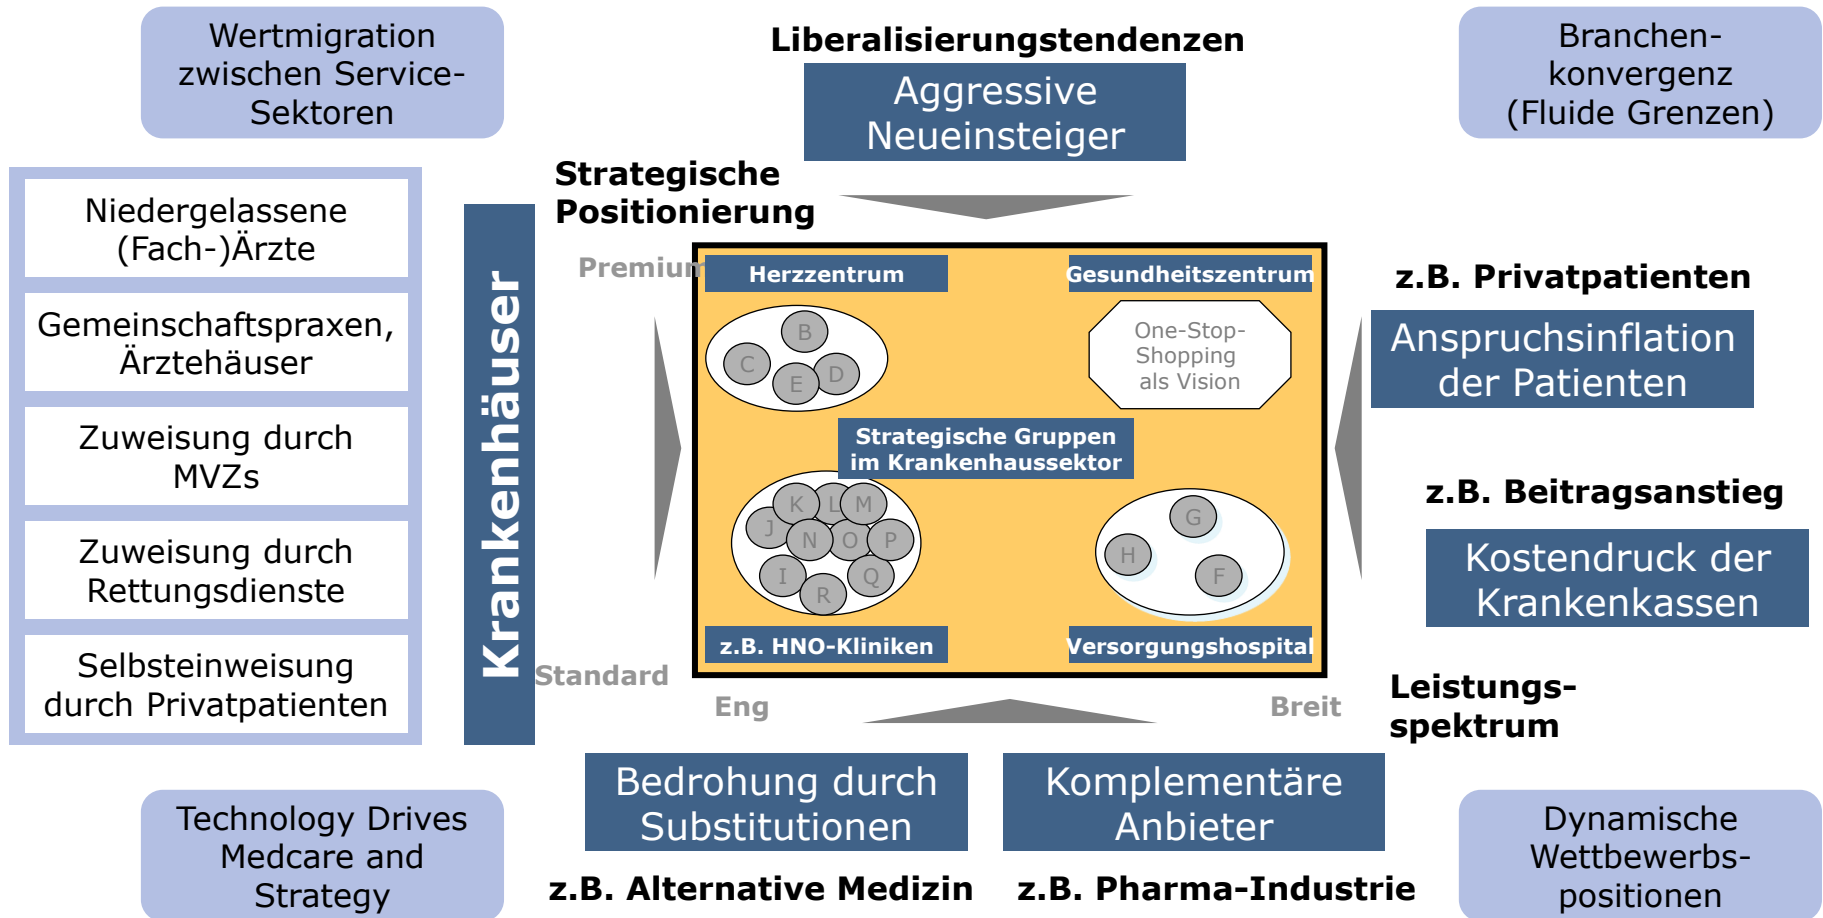 Wertmigration
zwischen Service-
Sektoren
Liberalisierungstendenzen
Aggressive
Neueinsteiger
Branchen-
konvergenz
(Fluide Grenzen)
Niedergelassene
(Fach-)Ärzte
Gemeinschaftspraxen,
Ärztehäuser
Zuweisung durch
MVZs
Zuweisung durch
Rettungsdienste
Selbsteinweisung
durch Privatpatienten
Krankenhäuser
Strategische
Positionierung
Premium
Standard
Herzzentrum
B
C
D
E
Gesundheitszentrum
One-Stop-
Shopping
als Vision
Strategische Gruppen
im Krankenhaussektor
K
L
M
J
N
O
P
I
Q
R
z.B. HNO-Kliniken
G
H
F
Versorgungshospital
Eng
Breit
Leistungs-
spektrum
z.B. Privatpatienten
Anspruchsinflation
der Patienten
z.B. Beitragsanstieg
Kostendruck der
Krankenkassen
Bedrohung durch
Substitutionen
z.B. Alternative Medizin
Komplementäre
Anbieter
z.B. Pharma-Industrie
Technology Drives
Medcare and
Strategy
Dynamische
Wettbewerbs-
positionen